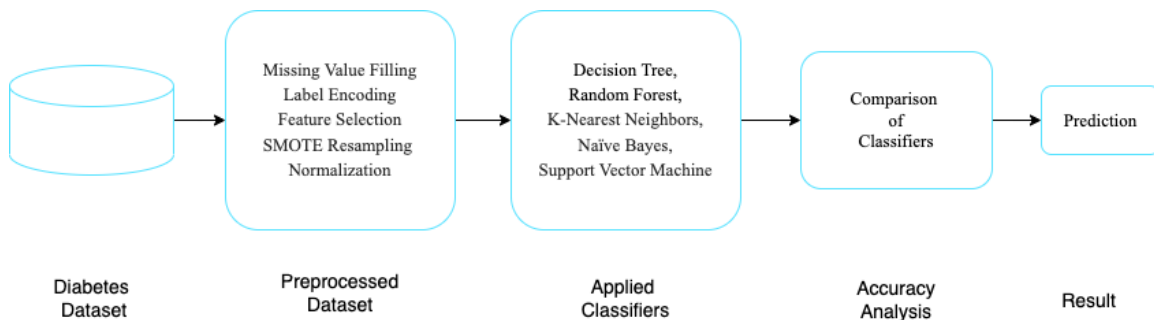 Missing Value Filling
Label Encoding
Feature Selection
SMOTE Resampling
Normalization
Decision Tree,
Random Forest,
K-Nearest Neighbors,
Naïve Bayes,
Support Vector Machine
Comparison
of
Classifiers
Prediction
Diabetes
Dataset
Preprocessed
Dataset
Applied
Classifiers
Accuracy
Analysis
Result